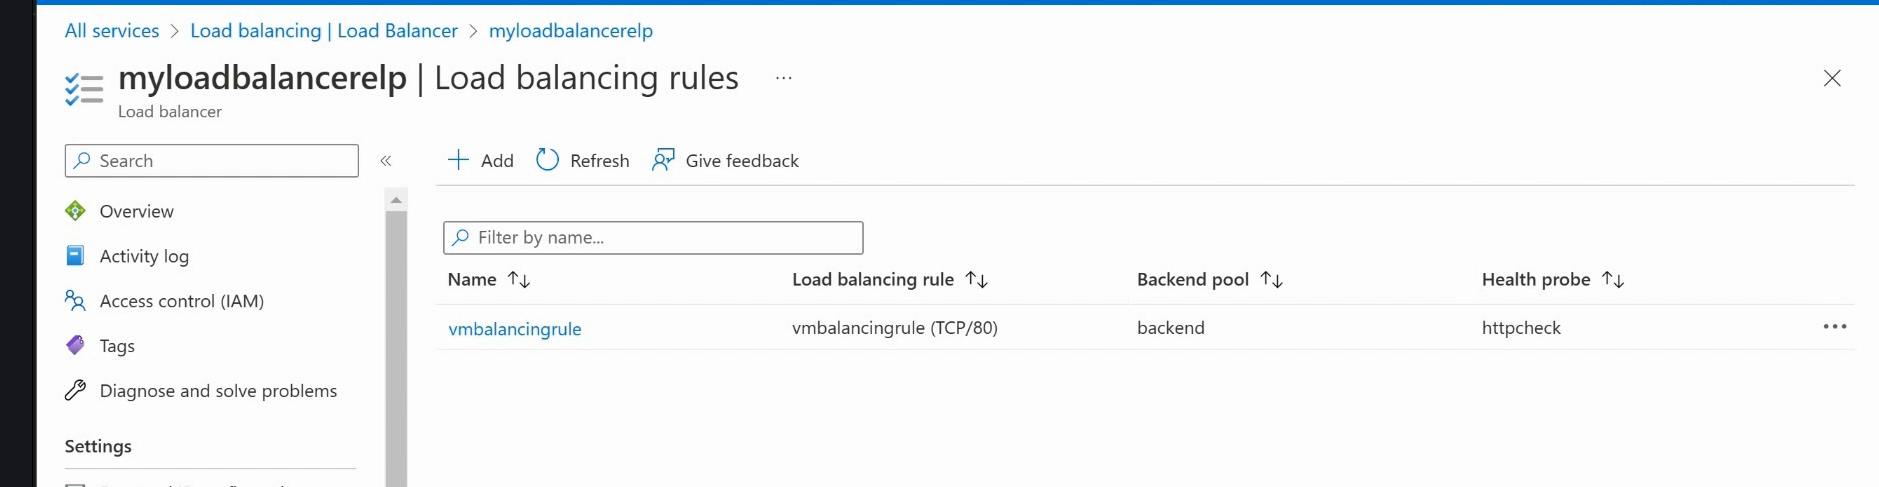 All services > Load balancing | Load Balancer > myloadbalancerelp
myloadbalancerelp | Load balancing rules ...
Load balancer
Search «
Add Refresh Give feedback
Overview
Activity log
Access control (IAM)
Tags
Diagnose and solve problems
Settings
Filter by name...
Name ↑↓ Load balancing rule ↑↓ Backend pool ↑↓ Health probe ↑↓
vmbalancingrule vmbalancingrule (TCP/80) backend httpcheck ...